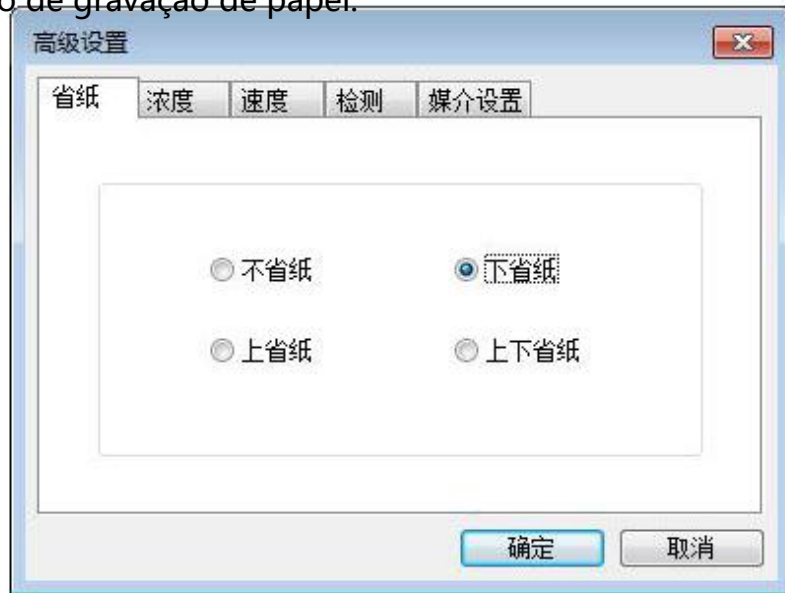 o de gravação de papel.
高级设置
省纸 浓度 速度 检测 媒介设置
不省纸 下省纸
上省纸 上下省纸
确定 取消